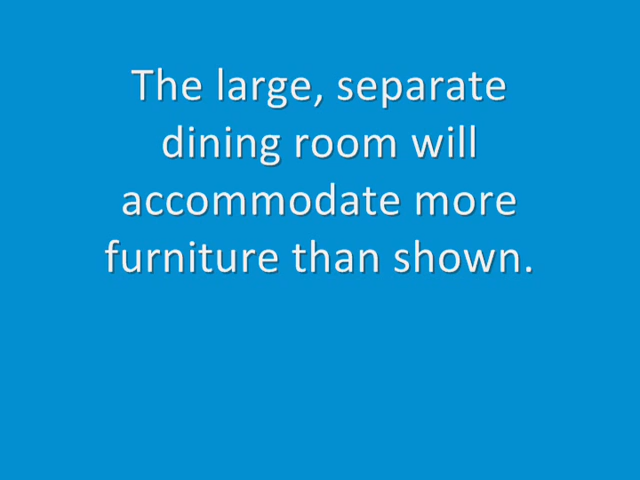 The large, separate
dining room will
accommodate more
furniture than shown.